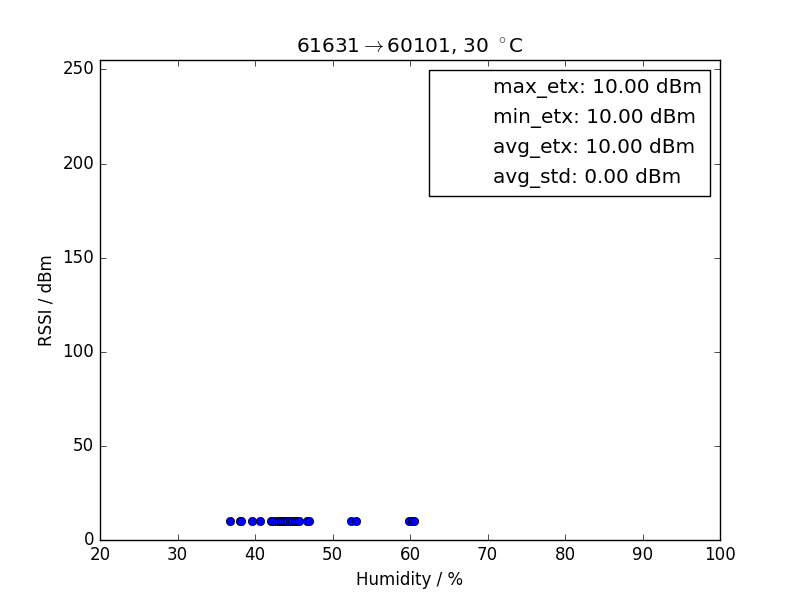 61631→60101, 30 °C
max_etx: 10.00 dBm
min_etx: 10.00 dBm
avg_etx: 10.00 dBm
avg_std: 0.00 dBm
250
200
150
100
50
0
RSSI / dBm
20 30 40 50 60 70 80 90 100
Humidity / %